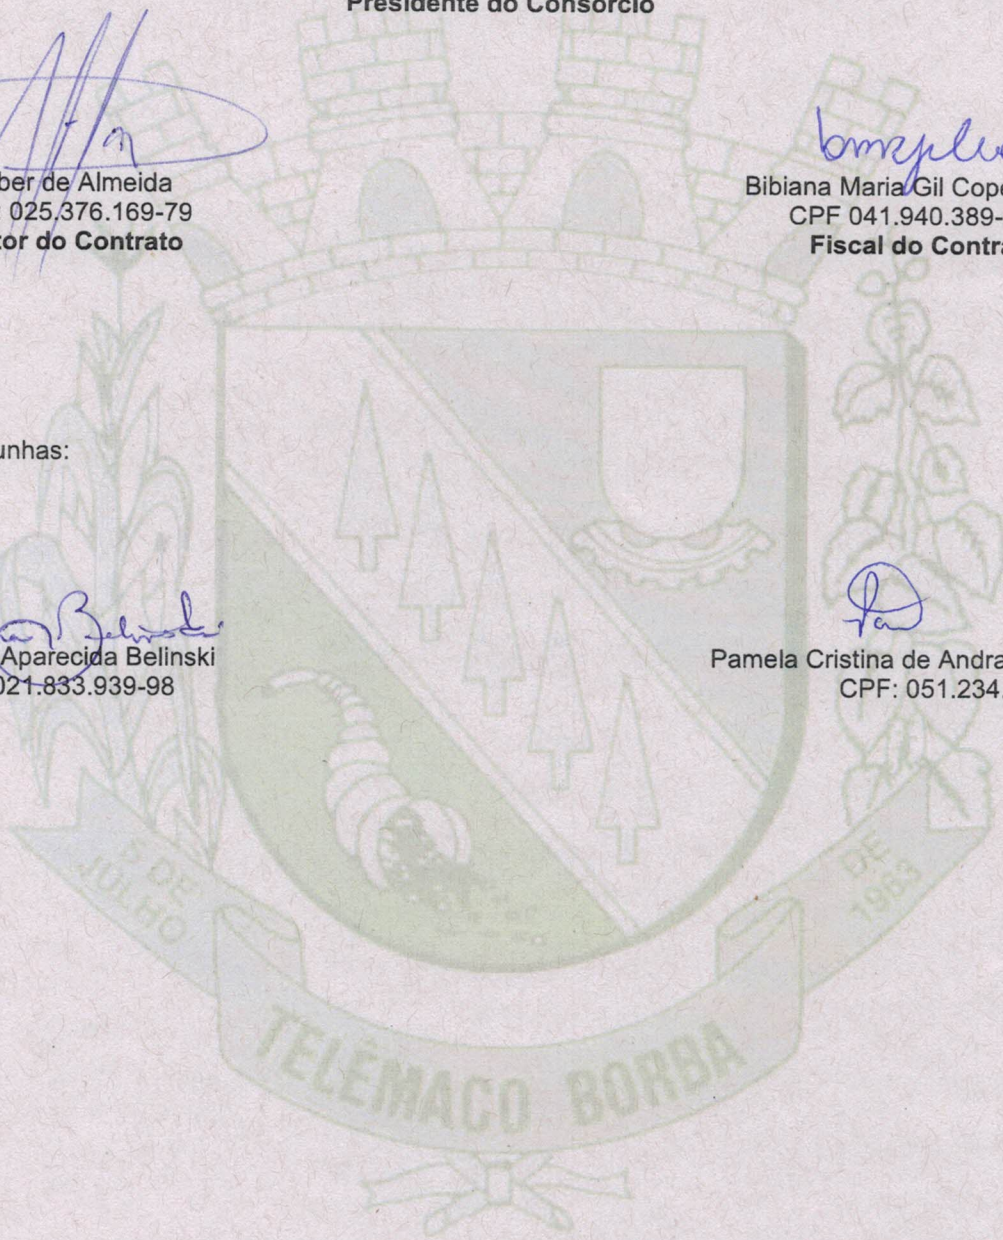 Presidente do Consórcio
ber de Almeida
025.376.169-79
tor do Contrato
Bibiana Maria Gil Cope
CPF 041.940.389-
Fiscal do Contra
unhas:
Belinski
Aparecida Belinski
021.833.939-98
Pamela Cristina de Andra
CPF: 051.234.
5 DE
JULHO
DE
1963
TELÊMACO BORBA